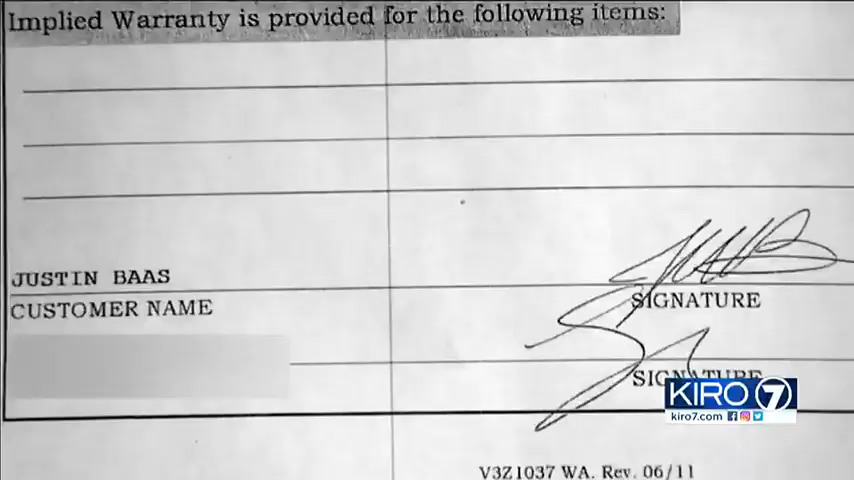 Implied Warranty is provided for the following items:
JUSTIN BAAS
CUSTOMER NAME
SIGNATURE
SIGNATURE
KIRO 7
kiro7.com
V3Z1037 WA. Rev. 06/11